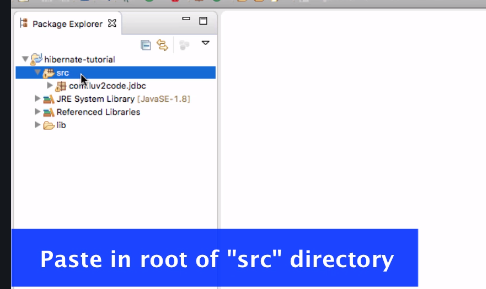 Package Explorer
hibernate-tutorial
src
com.luv2code.jdbc
JRE System Library [JavaSE-1.8]
Referenced Libraries
lib
Paste in root of "src" directory